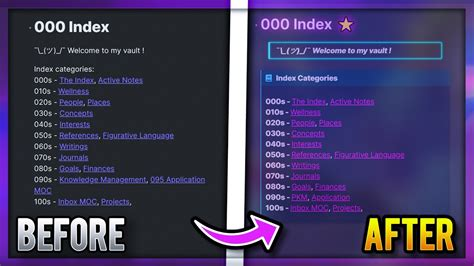 000 Index
¯\_(ツ)_/¯ Welcome to my vault !
Index categories:
000s - The Index, Active Notes
010s - Wellness
020s - People, Places
030s - Concepts
040s - Interests
050s - References, Figurative Language
060s - Writings
070s - Journals
080s - Goals, Finances
090s - Knowledge Management, 095 Application
MOC
100s - Inbox MOC, Projects,
BEFORE
000 Index
¯\_(ツ)_/¯ Welcome to my vault !
Index Categories
000s - The Index, Active Notes
010s - Wellness
020s - People, Places
030s - Concepts
040s - Interests
050s - References, Figurative Language
060s - Writings
070s - Journals
080s - Goals, Finances
090s - PKM, Application
100s - Inbox MOC, Projects,
AFTER